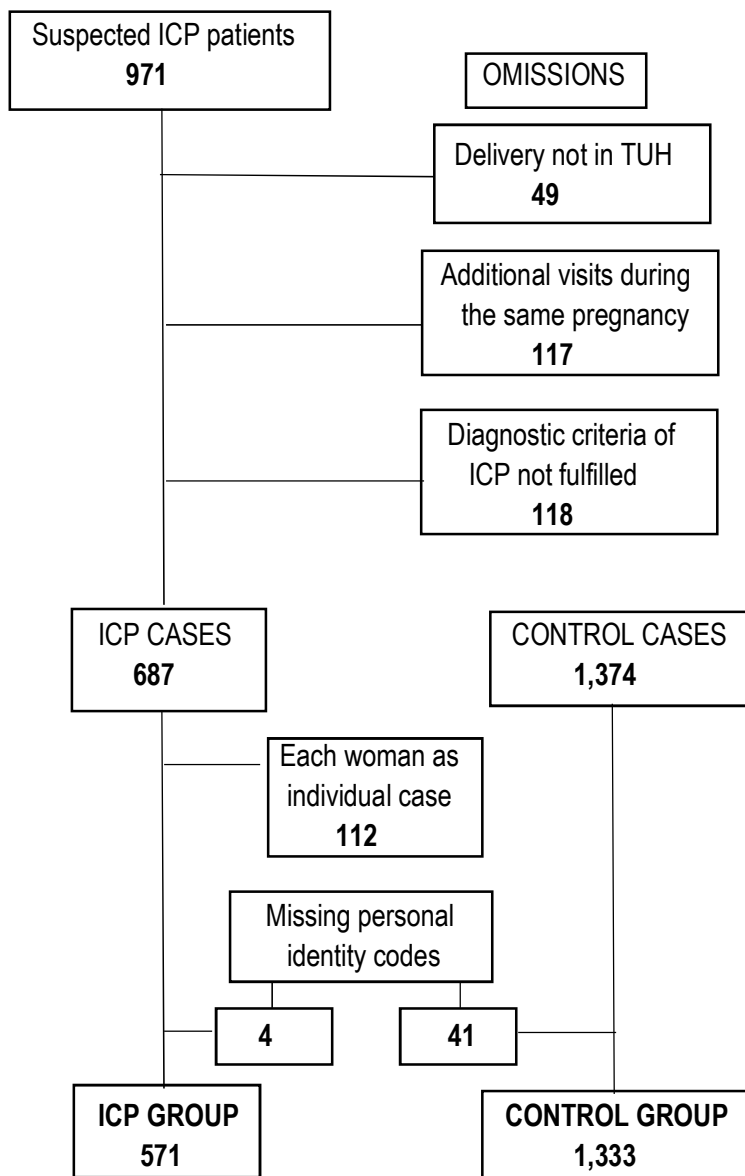 Suspected ICP patients
971
OMISSIONS
Delivery not in TUH
49
Additional visits during
the same pregnancy
117
Diagnostic criteria of
ICP not fulfilled
118
ICP CASES
687
CONTROL CASES
1,374
Each woman as
individual case
112
Missing personal
identity codes
4
41
ICP GROUP
571
CONTROL GROUP
1,333